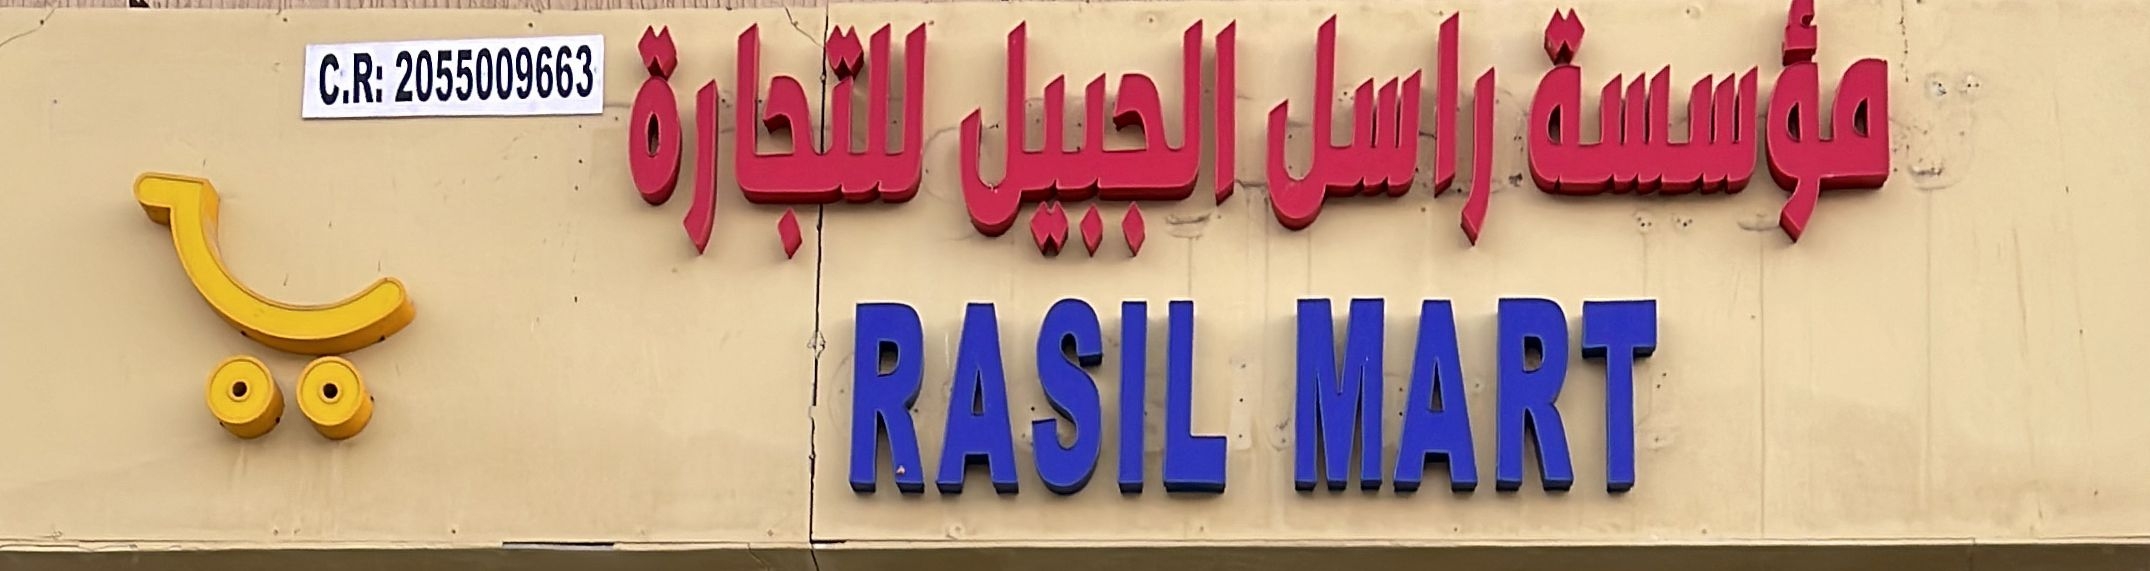 مؤسسة راسل الجبيل للتجارة
C.R: 2055009663
RASIL MART